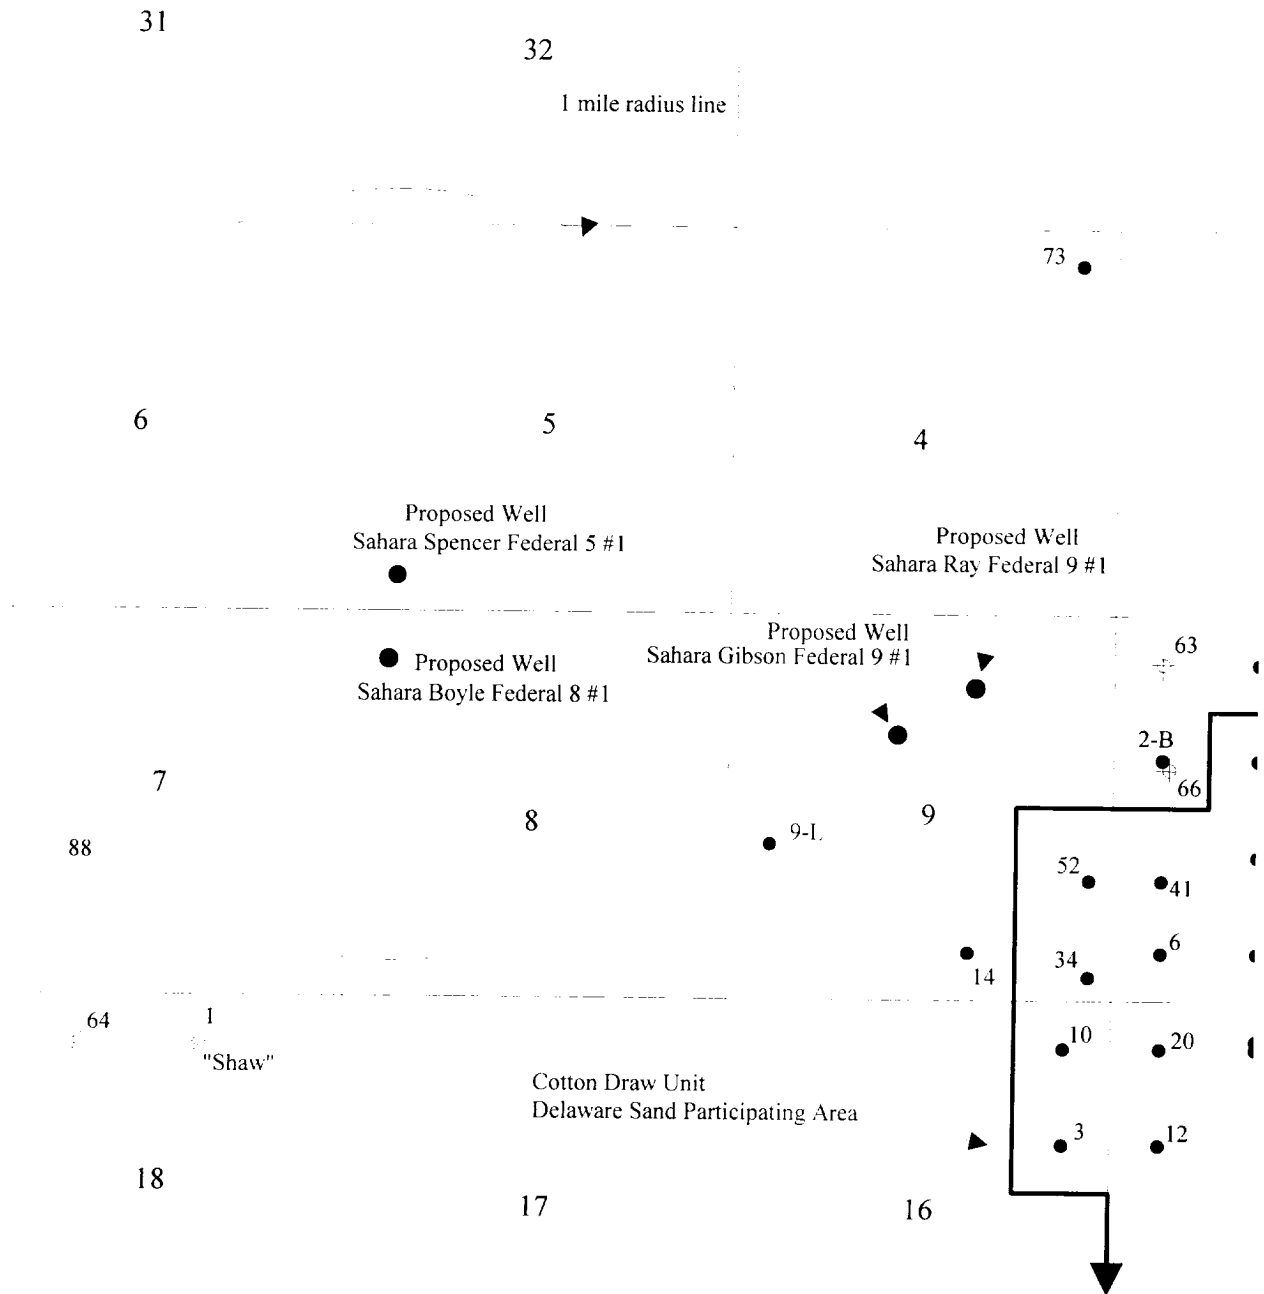 31
32
1 mile radius line
73
6
5
4
Proposed Well
Sahara Spencer Federal 5 #1
Proposed Well
Sahara Ray Federal 9 #1
Proposed Well
Sahara Gibson Federal 9 #1
63
Proposed Well
Sahara Boyle Federal 8 #1
2-B
66
7
8
9
9-L
88
52
41
6
34
14
64
1
"Shaw"
10
20
Cotton Draw Unit
Delaware Sand Participating Area
3
12
18
17
16